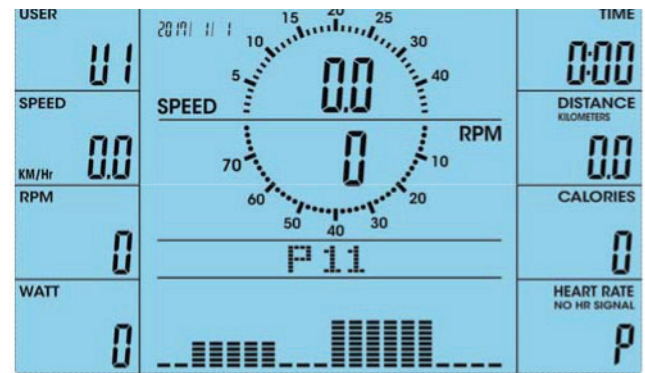 USER
U1
SPEED
KM/Hr 0.0
RPM
0
WATT
0
2019/ 1/ 1
5 10 15 20 25 30 40
0.0
SPEED
RPM
0
70 60 50 40 30 20 10
P11
TIME
0:00
DISTANCE
KILOMETERS
0.0
CALORIES
0
HEART RATE
NO HR SIGNAL
P